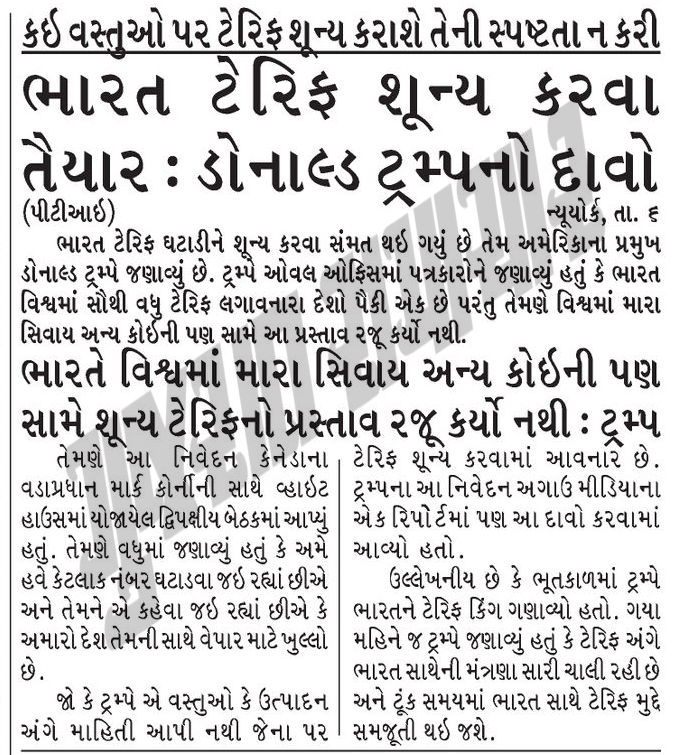 કઇ વસ્તુઓ પર ટેરિફ શૂન્ય કરાશે તેની સ્પષ્ટતા ન કરી
ભારત ટેરિફ શૂન્ય કરવા
તૈયાર : ડોનાલ્ડ ટ્રમ્પનો દાવો
(પીટીઆઇ) ન્યૂયોર્ક, તા. ૬
ભારત ટેરિફ ઘટાડીને શૂન્ય કરવા સંમત થઇ ગયું છે તેમ અમેરિકાના પ્રમુખ
ડોનાલ્ડ ટ્રમ્પે જણાવ્યું છે. ટ્રમ્પે ઓવલ ઓફિસમાં પત્રકારોને જણાવ્યું હતું કે ભારત
વિશ્વમાં સૌથી વધુ ટેરિફ લગાવનારા દેશો પૈકી એક છે પરંતુ તેમણે વિશ્વમાં મારા
સિવાય અન્ય કોઇની પણ સામે આ પ્રસ્તાવ રજૂ કર્યો નથી.
ભારતે વિશ્વમાં મારા સિવાય અન્ય કોઇની પણ
સામે શૂન્ય ટેરિફનો પ્રસ્તાવ રજૂ કર્યો નથી : ટ્રમ્પ
તેમણે આ નિવેદન કેનેડાના
વડાપ્રધાન માર્ક કોર્નીની સાથે વ્હાઇટ
હાઉસમાં યોજાયેલ દ્વિપક્ષીય બેઠકમાં આપ્યું
હતું. તેમણે વધુમાં જણાવ્યું હતું કે અમે
હવે કેટલાક નંબર ઘટાડવા જઇ રહ્યાં છીએ
અને તેમને એ કહેવા જઇ રહ્યાં છીએ કે
અમારો દેશ તેમની સાથે વેપાર માટે ખુલ્લો
છે.
જો કે ટ્રમ્પે એ વસ્તુઓ કે ઉત્પાદન
અંગે માહિતી આપી નથી જેના પર
ટેરિફ શૂન્ય કરવામાં આવનાર છે.
ટ્રમ્પના આ નિવેદન અગાઉ મીડિયાના
એક રિપોર્ટમાં પણ આ દાવો કરવામાં
આવ્યો હતો.
ઉલ્લેખનીય છે કે ભૂતકાળમાં ટ્રમ્પે
ભારતને ટેરિફ કિંગ ગણાવ્યો હતો. ગયા
મહિને જ ટ્રમ્પે જણાવ્યું હતું કે ટેરિફ અંગે
ભારત સાથેની મંત્રણા સારી ચાલી રહી છે
અને ટૂંક સમયમાં ભારત સાથે ટેરિફ મુદ્દે
સમજૂતી થઇ જશે.